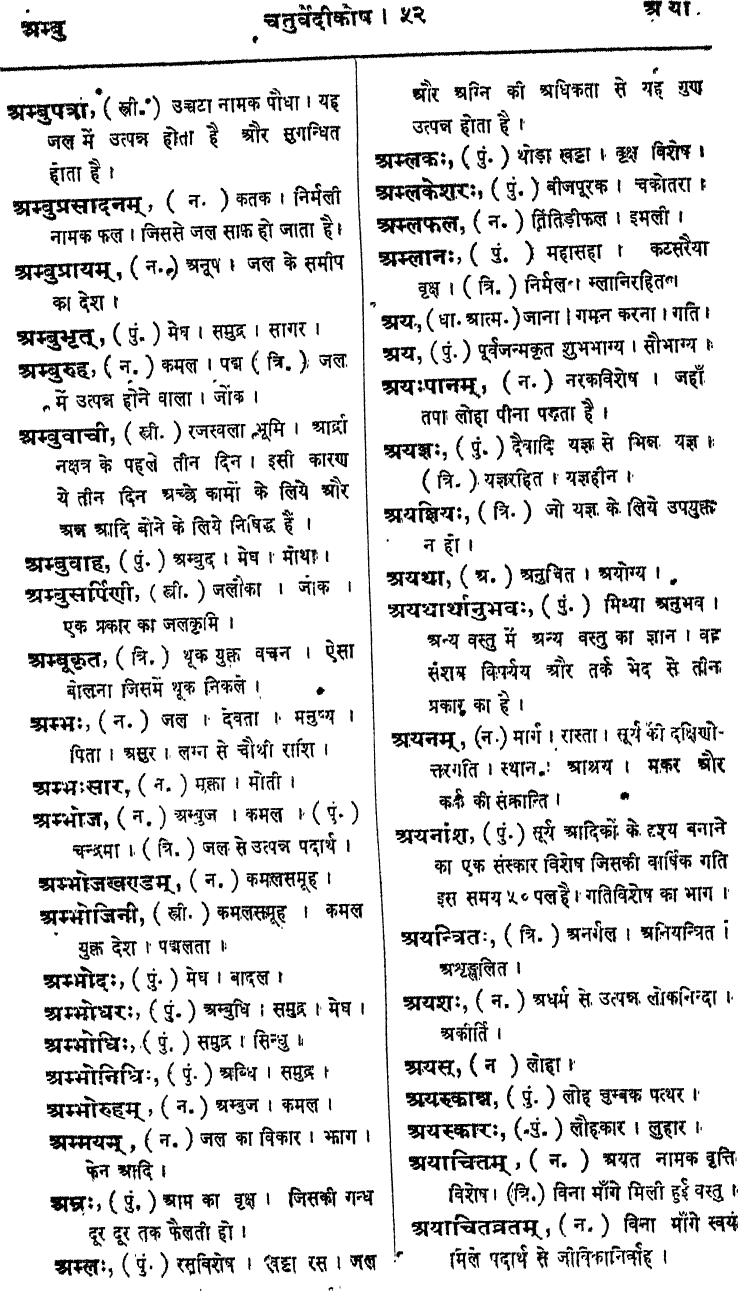 अम्बु
चतुर्वेदीकोष । ५२
अया
अम्बुपत्रा, ( स्त्री. ) उच्चटा नामक पौधा । यह
जल में उत्पन्न होता है और सुगन्धित
होता है ।
अम्बुप्रसादनम्, ( न. ) कतक । निर्मली
नामक फल । जिससे जल साफ़ हो जाता है।
अम्बुप्रायम्, ( न. ) अनूप । जल के समीप
का देश ।
अम्बुभृत्, ( पुं. ) मेघ । समुद्र । सागर ।
अम्बुरुह, ( न. ) कमल । पद्म ( त्रि. ) जल
में उत्पन्न होने वाला । जोंक ।
अम्बुवाची, ( स्त्री. ) रजस्वला भूमि । आर्द्रा
नक्षत्र के पहले तीन दिन । इसी कारण
ये तीन दिन अच्छे कामों के लिये और
अन्न आदि बोने के लिये निषिद्ध हैं ।
अम्बुवाह, ( पुं. ) अम्बुद । मेघ । मोथा ।
अम्बुसर्पिणी, ( स्त्री. ) जलौका । जोंक ।
एक प्रकार का जलकृमि ।
अम्बूकृत, ( त्रि. ) थूक युक्त वचन । ऐसा
बोलना जिसमें थूक निकले ।
अम्भः, ( न. ) जल । देवता । मनुष्य ।
पिता । असुर । लग्न से चौथी राशि ।
अम्भःसार, ( न. ) मुक्ता । मोती ।
अम्भोज, ( न. ) अम्बुज । कमल । ( पुं. )
चन्द्रमा । ( त्रि. ) जल से उत्पन्न पदार्थ ।
अम्भोजखण्डम्, ( न. ) कमलसमूह ।
अम्भोजिनी, ( स्त्री. ) कमलसमूह । कमल
युक्त देश । पद्मलता ।
अम्भोदः, ( पुं. ) मेघ । बादल ।
अम्भोधरः, ( पुं. ) अम्बुधि । समुद्र । मेघ ।
अम्भोधिः, ( पुं. ) समुद्र । सिन्धु ।
अम्भोनिधिः, ( पुं. ) अब्धि । समुद्र ।
अम्भोरुहम्, ( न. ) अम्बुज । कमल ।
अम्मयम्, ( न. ) जल का विकार । झाग ।
फेन आदि ।
अम्रः, ( पुं. ) आम का वृक्ष । जिसकी गन्ध
दूर दूर तक फैलती हो ।
अम्लः, ( पुं. ) रसविशेष । खट्टा रस । जल
और अग्नि की अधिकता से यह गुण
उत्पन्न होता है ।
अम्लकः, ( पुं. ) थोड़ा खट्टा । वृक्ष विशेष ।
अम्लकेशरः, ( पुं. ) बीजपूरक । चकोतरा ।
अम्लफल, ( न. ) तिंतिड़ीफल । इमली ।
अम्लानः, ( पुं. ) महासहा । कटसरैया
वृक्ष । ( त्रि. ) निर्मल । म्लानिरहित ।
अय, (धा. आत्म.) जाना । गमन करना । गति ।
अय, ( पुं. ) पूर्वजन्मकृत शुभभाग्य । सौभाग्य ।
अयःपानम्, ( न. ) नरकविशेष । जहाँ
तपा लोहा पीना पड़ता है ।
अयज्ञः, ( पुं. ) दैवादि यज्ञ से भिन्न यज्ञ ।
( त्रि. ) यज्ञरहित । यज्ञहीन ।
अयज्ञियः, ( त्रि. ) जो यज्ञ के लिये उपयुक्त
न हो ।
अयथा, ( अ. ) अनुचित । अयोग्य ।
अयथार्थानुभवः, ( पुं. ) मिथ्या अनुभव ।
अन्य वस्तु में अन्य वस्तु का ज्ञान । वह
संशय विपर्यय और तर्क भेद से तीन
प्रकार का है ।
अयनम्, (न.) मार्ग । रास्ता । सूर्य की दक्षिणो-
त्तरगति । स्थान । आश्रय । मकर और
कर्क की संक्रान्ति ।
अयनांश, ( पुं. ) सूर्य आदिकों के दृश्य बनाने
का एक संस्कार विशेष जिसकी वार्षिक गति
इस समय ५० पल है। गतिविशेष का भाग ।
अयन्त्रितः, ( त्रि. ) अनर्गल । अनियन्त्रित ।
अशृङ्खलित ।
अयशः, ( न. ) अधर्म से उत्पन्न लोकनिन्दा ।
अकीर्ति ।
अयस्, ( न ) लोहा ।
अयस्कान्त, ( पुं. ) लोह चुम्बक पत्थर ।
अयस्कारः, ( पुं. ) लौहकार । लुहार ।
अयाचितम्, ( न. ) अयत नामक वृत्ति
विशेष। (त्रि.) बिना माँगे मिली हुई वस्तु ।
अयाचितव्रतम्, ( न. ) बिना माँगे स्वयं
मिले पदार्थ से जीविकानिर्वाह ।